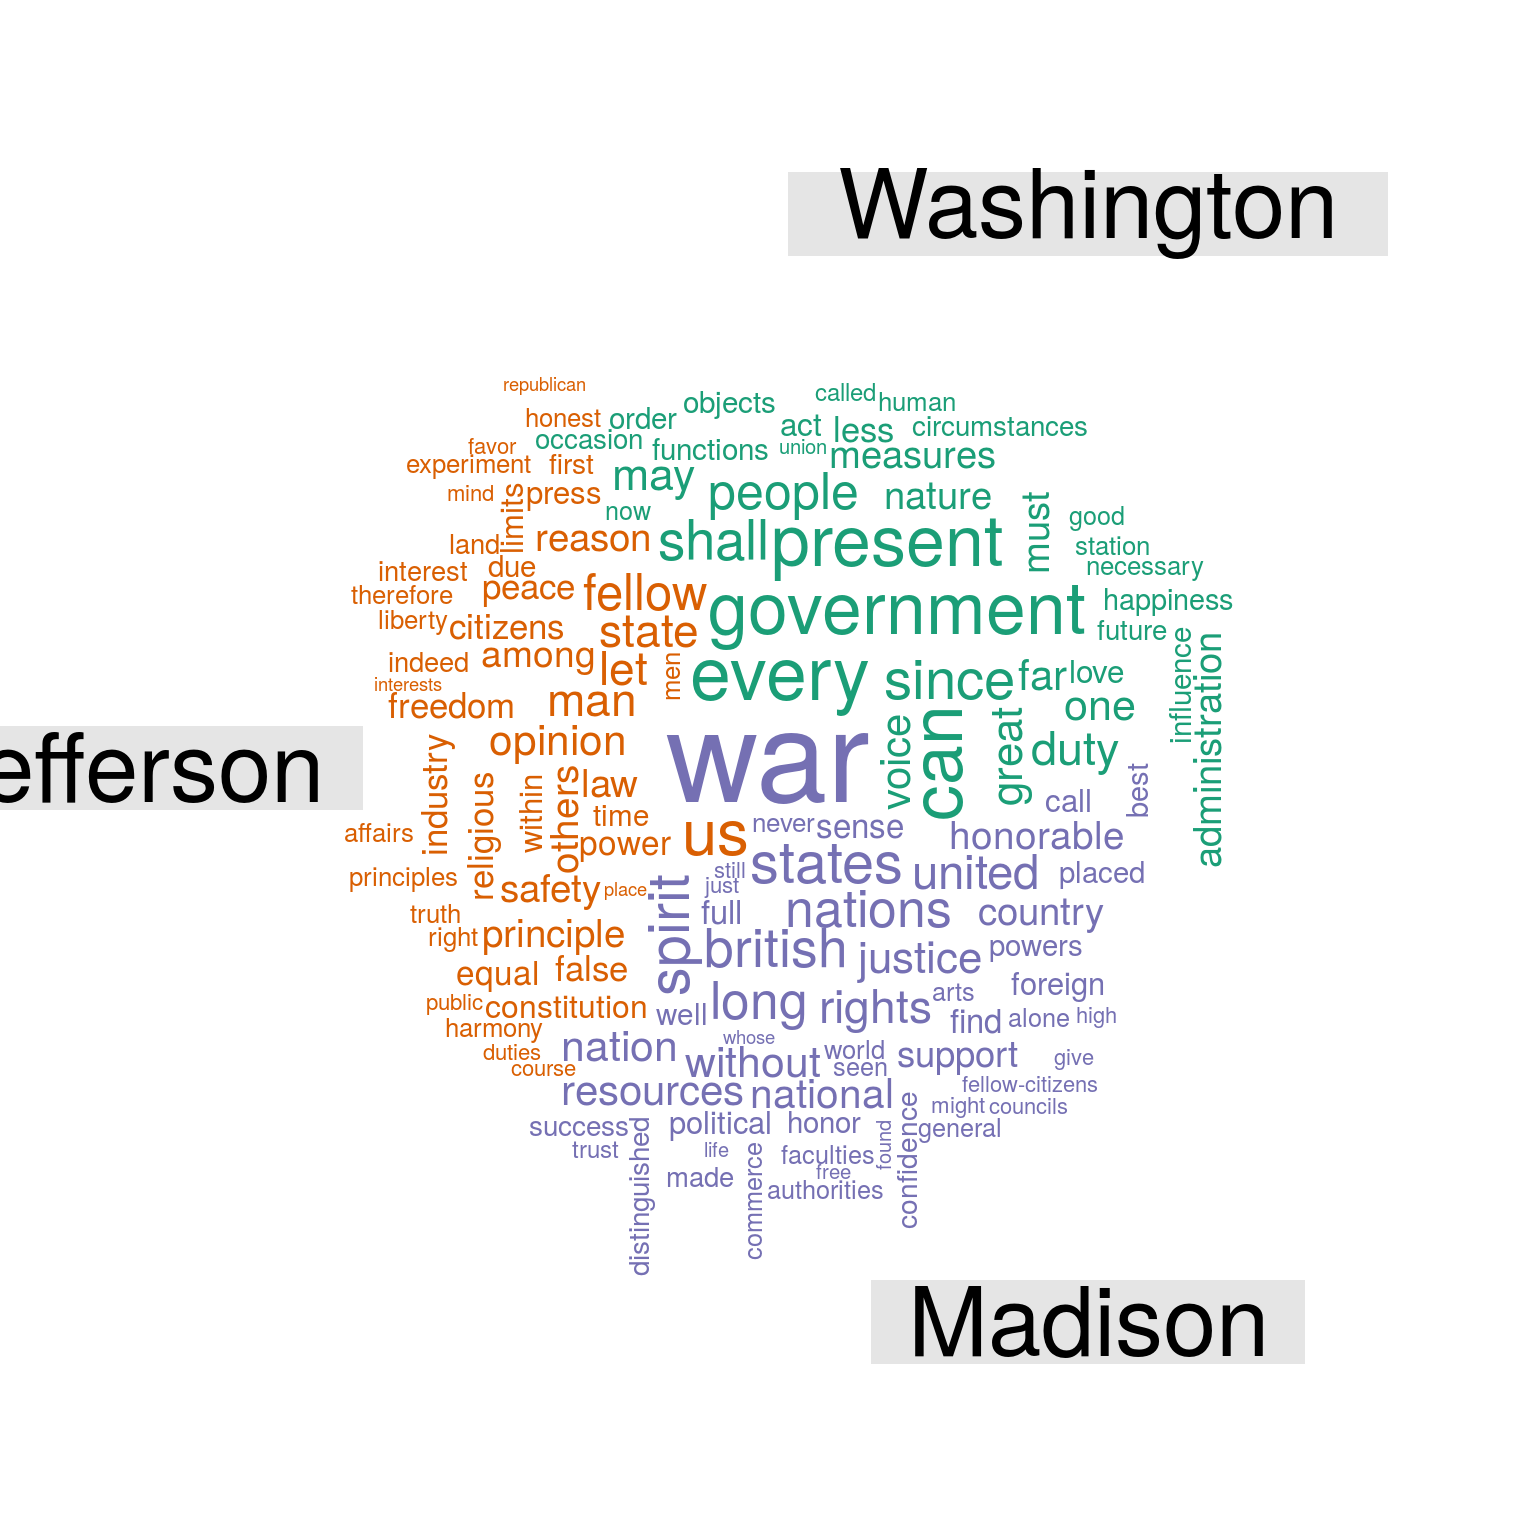 Washington
republican
called
objects
human
honest order
act less circumstances
occasion functions union measures
favor
experiment first may
people nature
mind limits press
now must good
land reason shall present
station
interest due necessary
peace fellow government happiness
therefore
liberty citizens state future
indeed among let men every since far love
influence administration
interests
freedom man one
opinion war voice can great duty
efferson
industry religious within others law call best
affairs time power us never sense honorable
principles safety place still states united placed
just
truth spirit full nations country
right principle british justice powers
equal false foreign
public constitution well long rights arts find alone high
harmony
duties nation whose without world support give
course seen
resources national fellow-citizens
might councils
success distinguished political honor found confidence general
trust life commerce faculties
made free
authorities
Madison